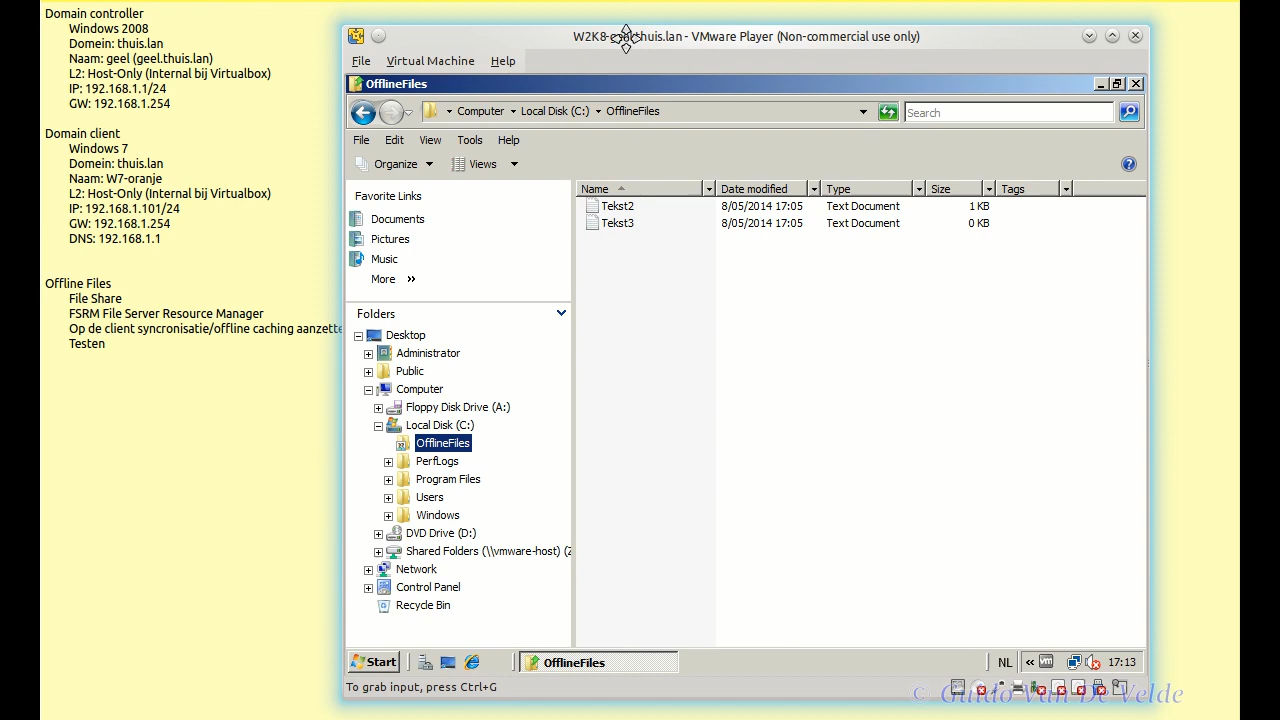 Domain controller
Windows 2008
Domein: thuis.lan
Naam: geel (geel.thuis.lan)
L2: Host-Only (Internal bij Virtualbox)
IP: 192.168.1.1/24
GW: 192.168.1.254
Domain client
Windows 7
Domein: thuis.lan
Naam: W7-oranje
L2: Host-Only (Internal bij Virtualbox)
IP: 192.168.1.101/24
GW: 192.168.1.254
DNS: 192.168.1.1
Offline Files
File Share
FSRM File Server Resource Manager
Op de client syncronisatie/offline caching aanzette
Testen
thuis.lan - VMware Player (Non-commercial use only)
File Virtual Machine Help
OfflineFiles
Computer Local Disk (C:) OfflineFiles Search
File Edit View Tools Help
Organize Views
Favorite Links
Documents
Pictures
Music
More »
Folders
Desktop
Administrator
Public
Computer
Floppy Disk Drive (A:)
Local Disk (C:)
OfflineFiles
PerfLogs
Program Files
Users
Windows
DVD Drive (D:)
Shared Folders (\\vmware-host) (Z
Network
Control Panel
Recycle Bin
Name Date modified Type Size Tags
Tekst2 8/05/2014 17:05 Text Document 1 KB
Tekst3 8/05/2014 17:05 Text Document 0 KB
Start OfflineFiles NL « 17:13
To grab input, press Ctrl+G
© Guido Van De Velde